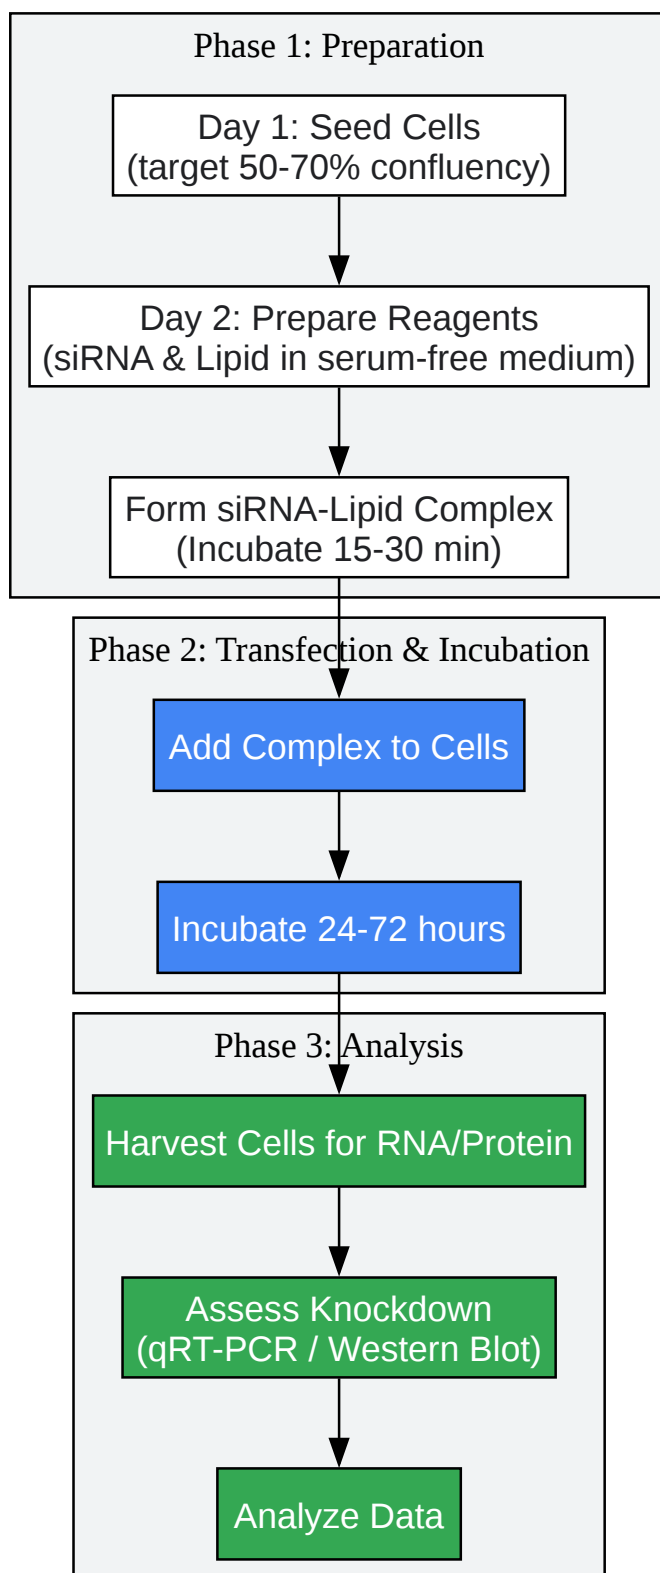 Phase 1: Preparation
Day 1: Seed Cells
(target 50-70% confluency)
Day 2: Prepare Reagents
(siRNA & Lipid in serum-free medium)
Form siRNA-Lipid Complex
(Incubate 15-30 min)
Phase 2: Transfection & Incubation
Add Complex to Cells
Incubate 24-72 hours
Phase 3: Analysis
Harvest Cells for RNA/Protein
Assess Knockdown
(qRT-PCR / Western Blot)
Analyze Data